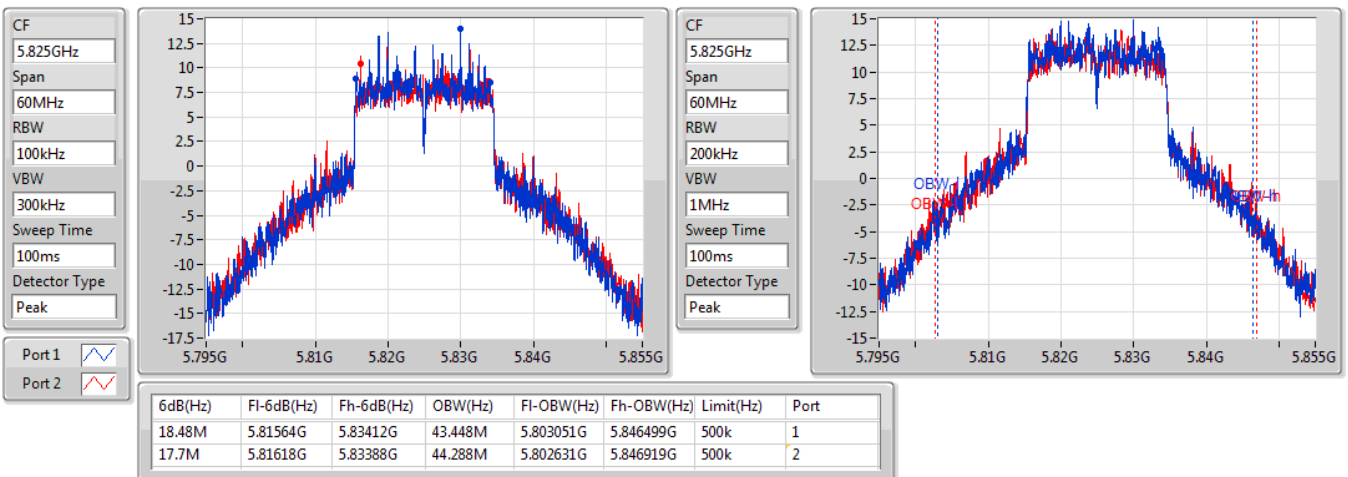 CF
5.825GHz
Span
60MHz
RBW
100kHz
VBW
300kHz
Sweep Time
100ms
Detector Type
Peak
Port 1
Port 2
15
12.5
10
7.5
5
2.5
0
-2.5
-5
-7.5
-10
-12.5
-15
-17.5
5.795G 5.81G 5.82G 5.83G 5.84G 5.855G
CF
5.825GHz
Span
60MHz
RBW
200kHz
VBW
1MHz
Sweep Time
100ms
Detector Type
Peak
15
12.5
10
7.5
5
2.5
0
-2.5
-5
-7.5
-10
-12.5
-15
5.795G 5.81G 5.82G 5.83G 5.84G 5.855G
6dB(Hz) Fl-6dB(Hz) Fh-6dB(Hz) OBW(Hz) Fl-OBW(Hz) Fh-OBW(Hz) Limit(Hz) Port
18.48M 5.81564G 5.83412G 43.448M 5.803051G 5.846499G 500k 1
17.7M 5.81618G 5.83388G 44.288M 5.802631G 5.846919G 500k 2